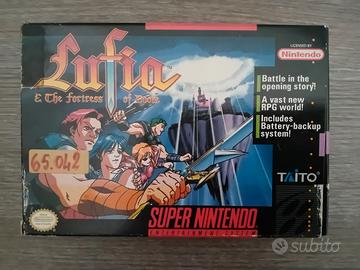 LICENSED BY
Nintendo
Lufia
& The Fortress of Doom
Battle in the
opening story!
A vast new
RPG world!
Includes
Battery-backup
system!
65.042
TAITO
SUPER NINTENDO
ENTERTAINMENT SYSTEM
subito